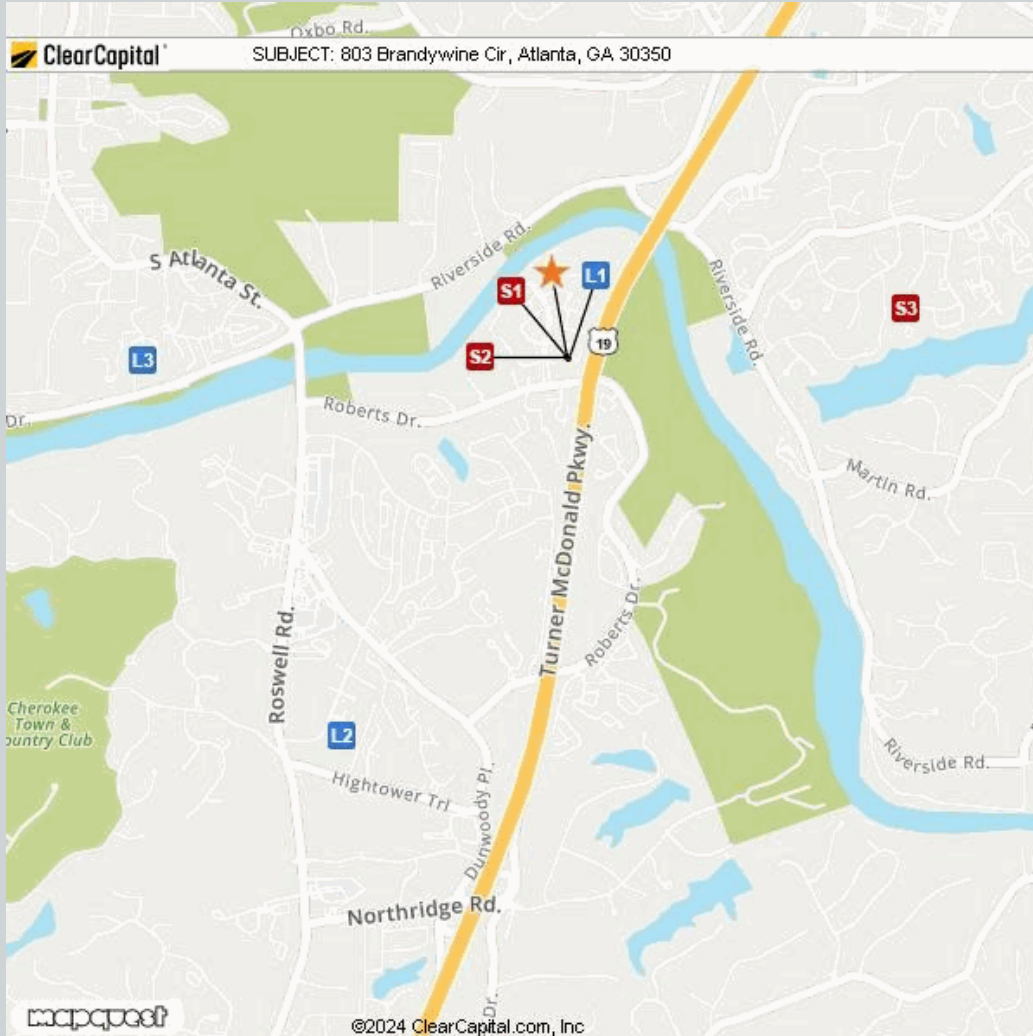 Oxbo Rd.
ClearCapital
SUBJECT: 803 Brandywine Cir, Atlanta, GA 30350
S Atlanta St.
Riverside Rd.
Riverside Rd.
S1
L1
S3
19
S2
L3
Dr.
Roberts Dr.
Martin Rd.
Turner McDonald Pkwy.
Roswell Rd.
Roberts Dr.
Cherokee
Town &
ountry Club
L2
Riverside Rd.
Hightower Trl
Dunwoody Pl.
Northridge Rd.
Dr.
mapquest
©2024 ClearCapital.com, Inc